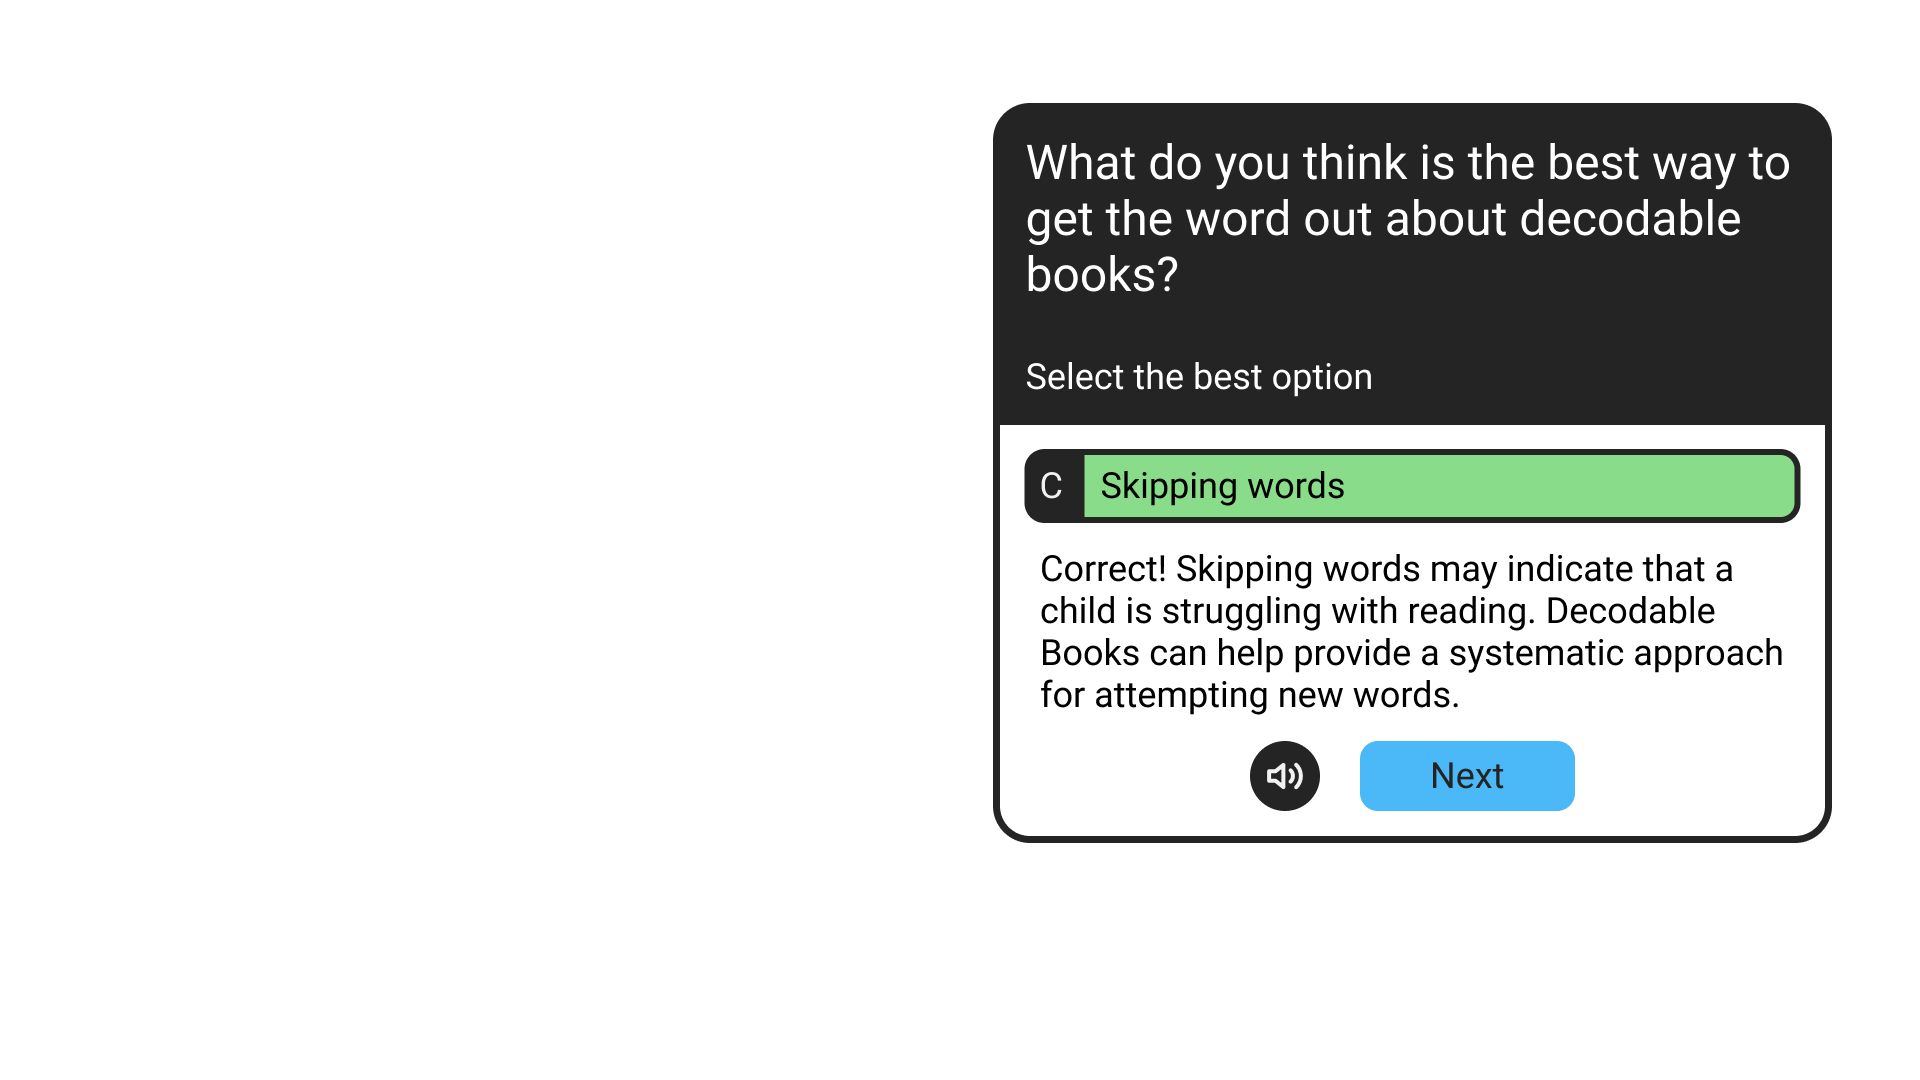 What do you think is the best way to
get the word out about decodable
books?
Select the best option
C Skipping words
Correct! Skipping words may indicate that a
child is struggling with reading. Decodable
Books can help provide a systematic approach
for attempting new words.
Next